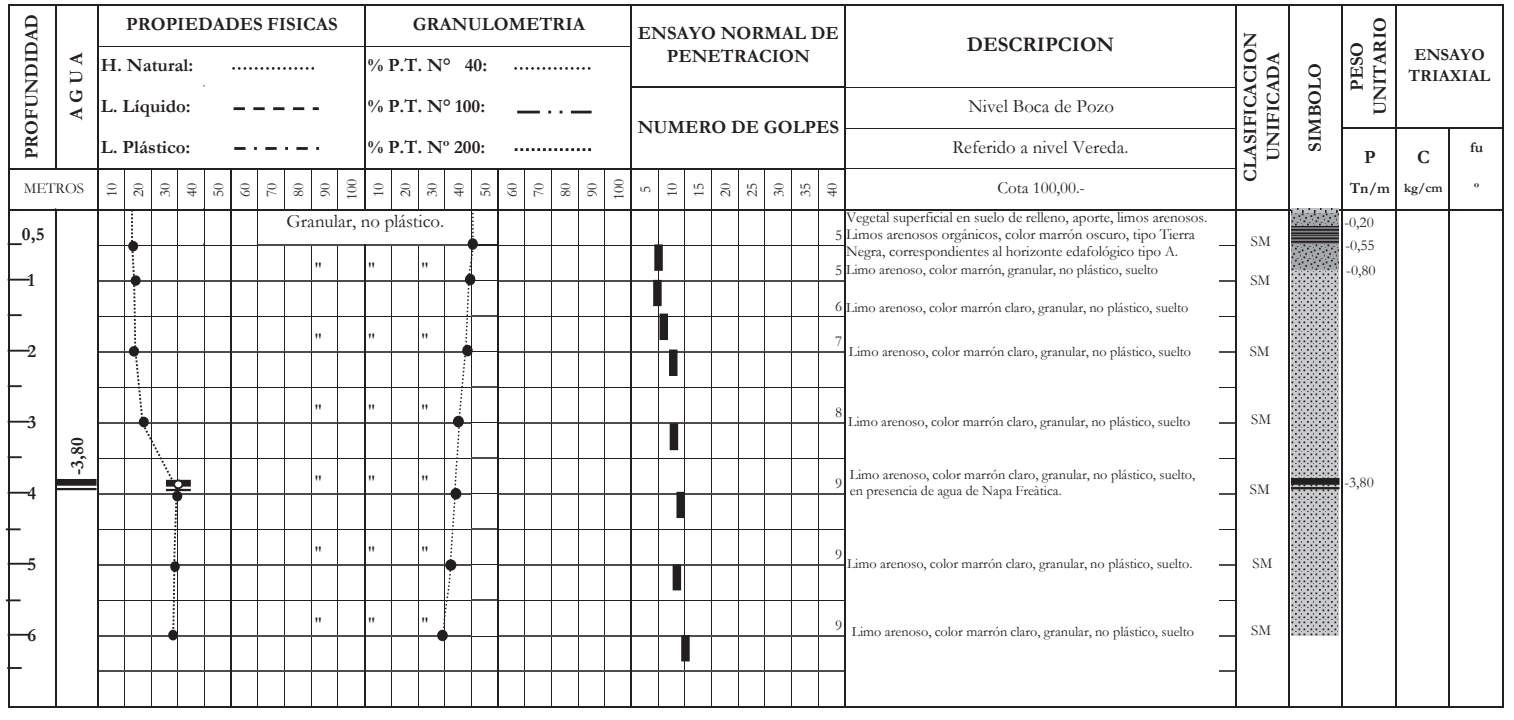 PROFUNDIDAD
AGUA
PROPIEDADES FISICAS
H. Natural:
L. Líquido:
L. Plástico:
GRANULOMETRIA
% P.T. N° 40:
% P.T. N° 100:
% P.T. Nº 200:
ENSAYO NORMAL DE
PENETRACION
NUMERO DE GOLPES
DESCRIPCION
Nivel Boca de Pozo
Referido a nivel Vereda.
Cota 100,00.-
CLASIFICACION
UNIFICADA
SIMBOLO
PESO
UNITARIO
P
Tn/m
ENSAYO
TRIAXIAL
C
kg/cm
fu
º
METROS
10 20 30 40 50 60 70 80 90 100
10 20 30 40 50 60 70 80 90 100
5 10 15 20 25 30 35 40
Granular, no plástico.
Vegetal superficial en suelo de relleno, aporte, limos arenosos.
-0,20
0,5
5
Limos arenosos orgánicos, color marrón oscuro, tipo Tierra
SM
-0,55
Negra, correspondientes al horizonte edafológico tipo A.
" " "
5
Limo arenoso, color marrón, granular, no plástico, suelto
-0,80
1
SM
6
Limo arenoso, color marrón claro, granular, no plástico, suelto
" " "
7
2
Limo arenoso, color marrón claro, granular, no plástico, suelto
SM
" " "
8
3
Limo arenoso, color marrón claro, granular, no plástico, suelto
SM
-3,80
" " "
Limo arenoso, color marrón claro, granular, no plástico, suelto,
9
-3,80
4
en presencia de agua de Napa Freàtica.
SM
" " "
9
5
Limo arenoso, color marrón claro, granular, no plástico, suelto.
SM
" " "
9
6
Limo arenoso, color marrón claro, granular, no plástico, suelto
SM